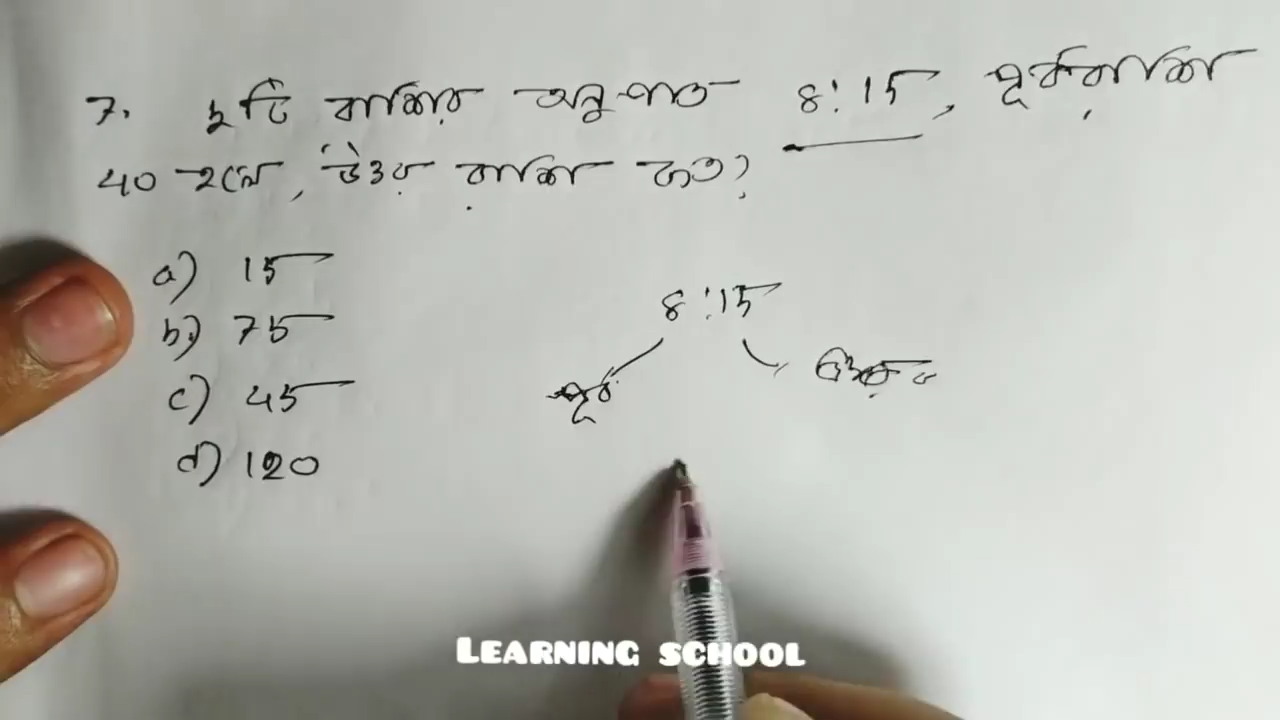 7. দুটি রাশির অনুপাত 8:15, পূর্বরাশি
40 হলে, উত্তর রাশি কত?
a) 15
b) 75
c) 45
d) 120
8:15
পূর্ব
উত্তর
LEARNING SCHOOL